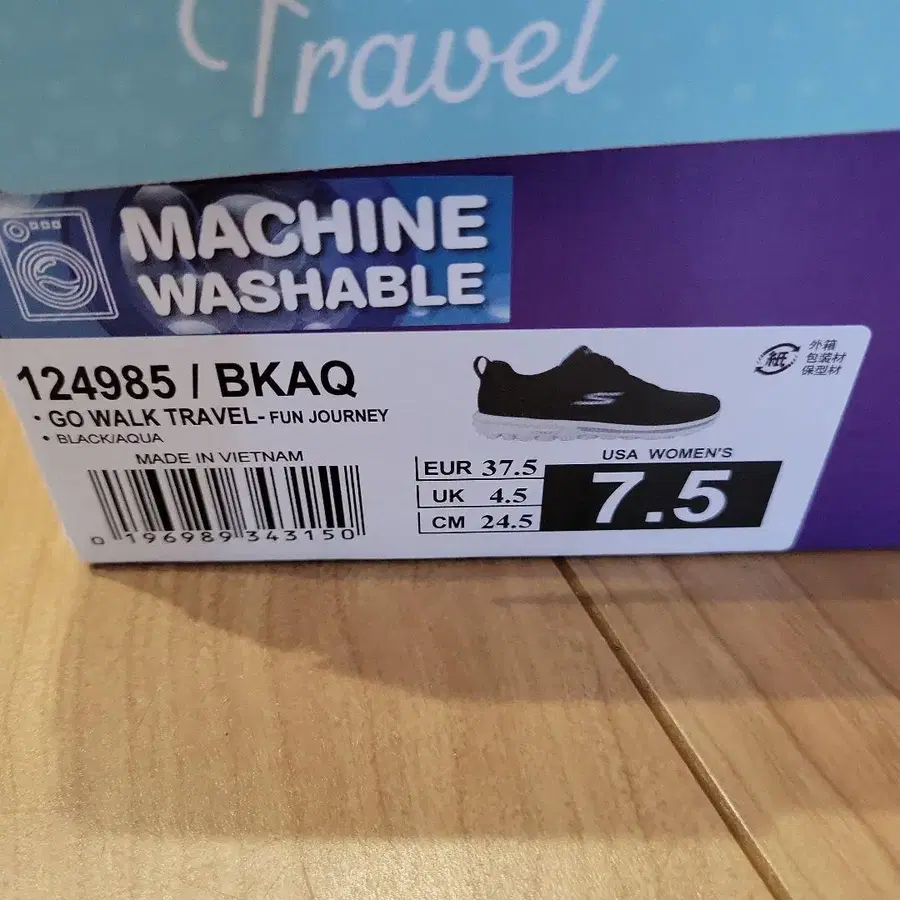 Travel
MACHINE
WASHABLE
124985 / BKAQ
• GO WALK TRAVEL- FUN JOURNEY
• BLACK/AQUA
MADE IN VIETNAM
0 196989 343150
EUR 37.5
UK 4.5
CM 24.5
USA WOMEN'S
7.5
紙
外箱
包装材
保型材